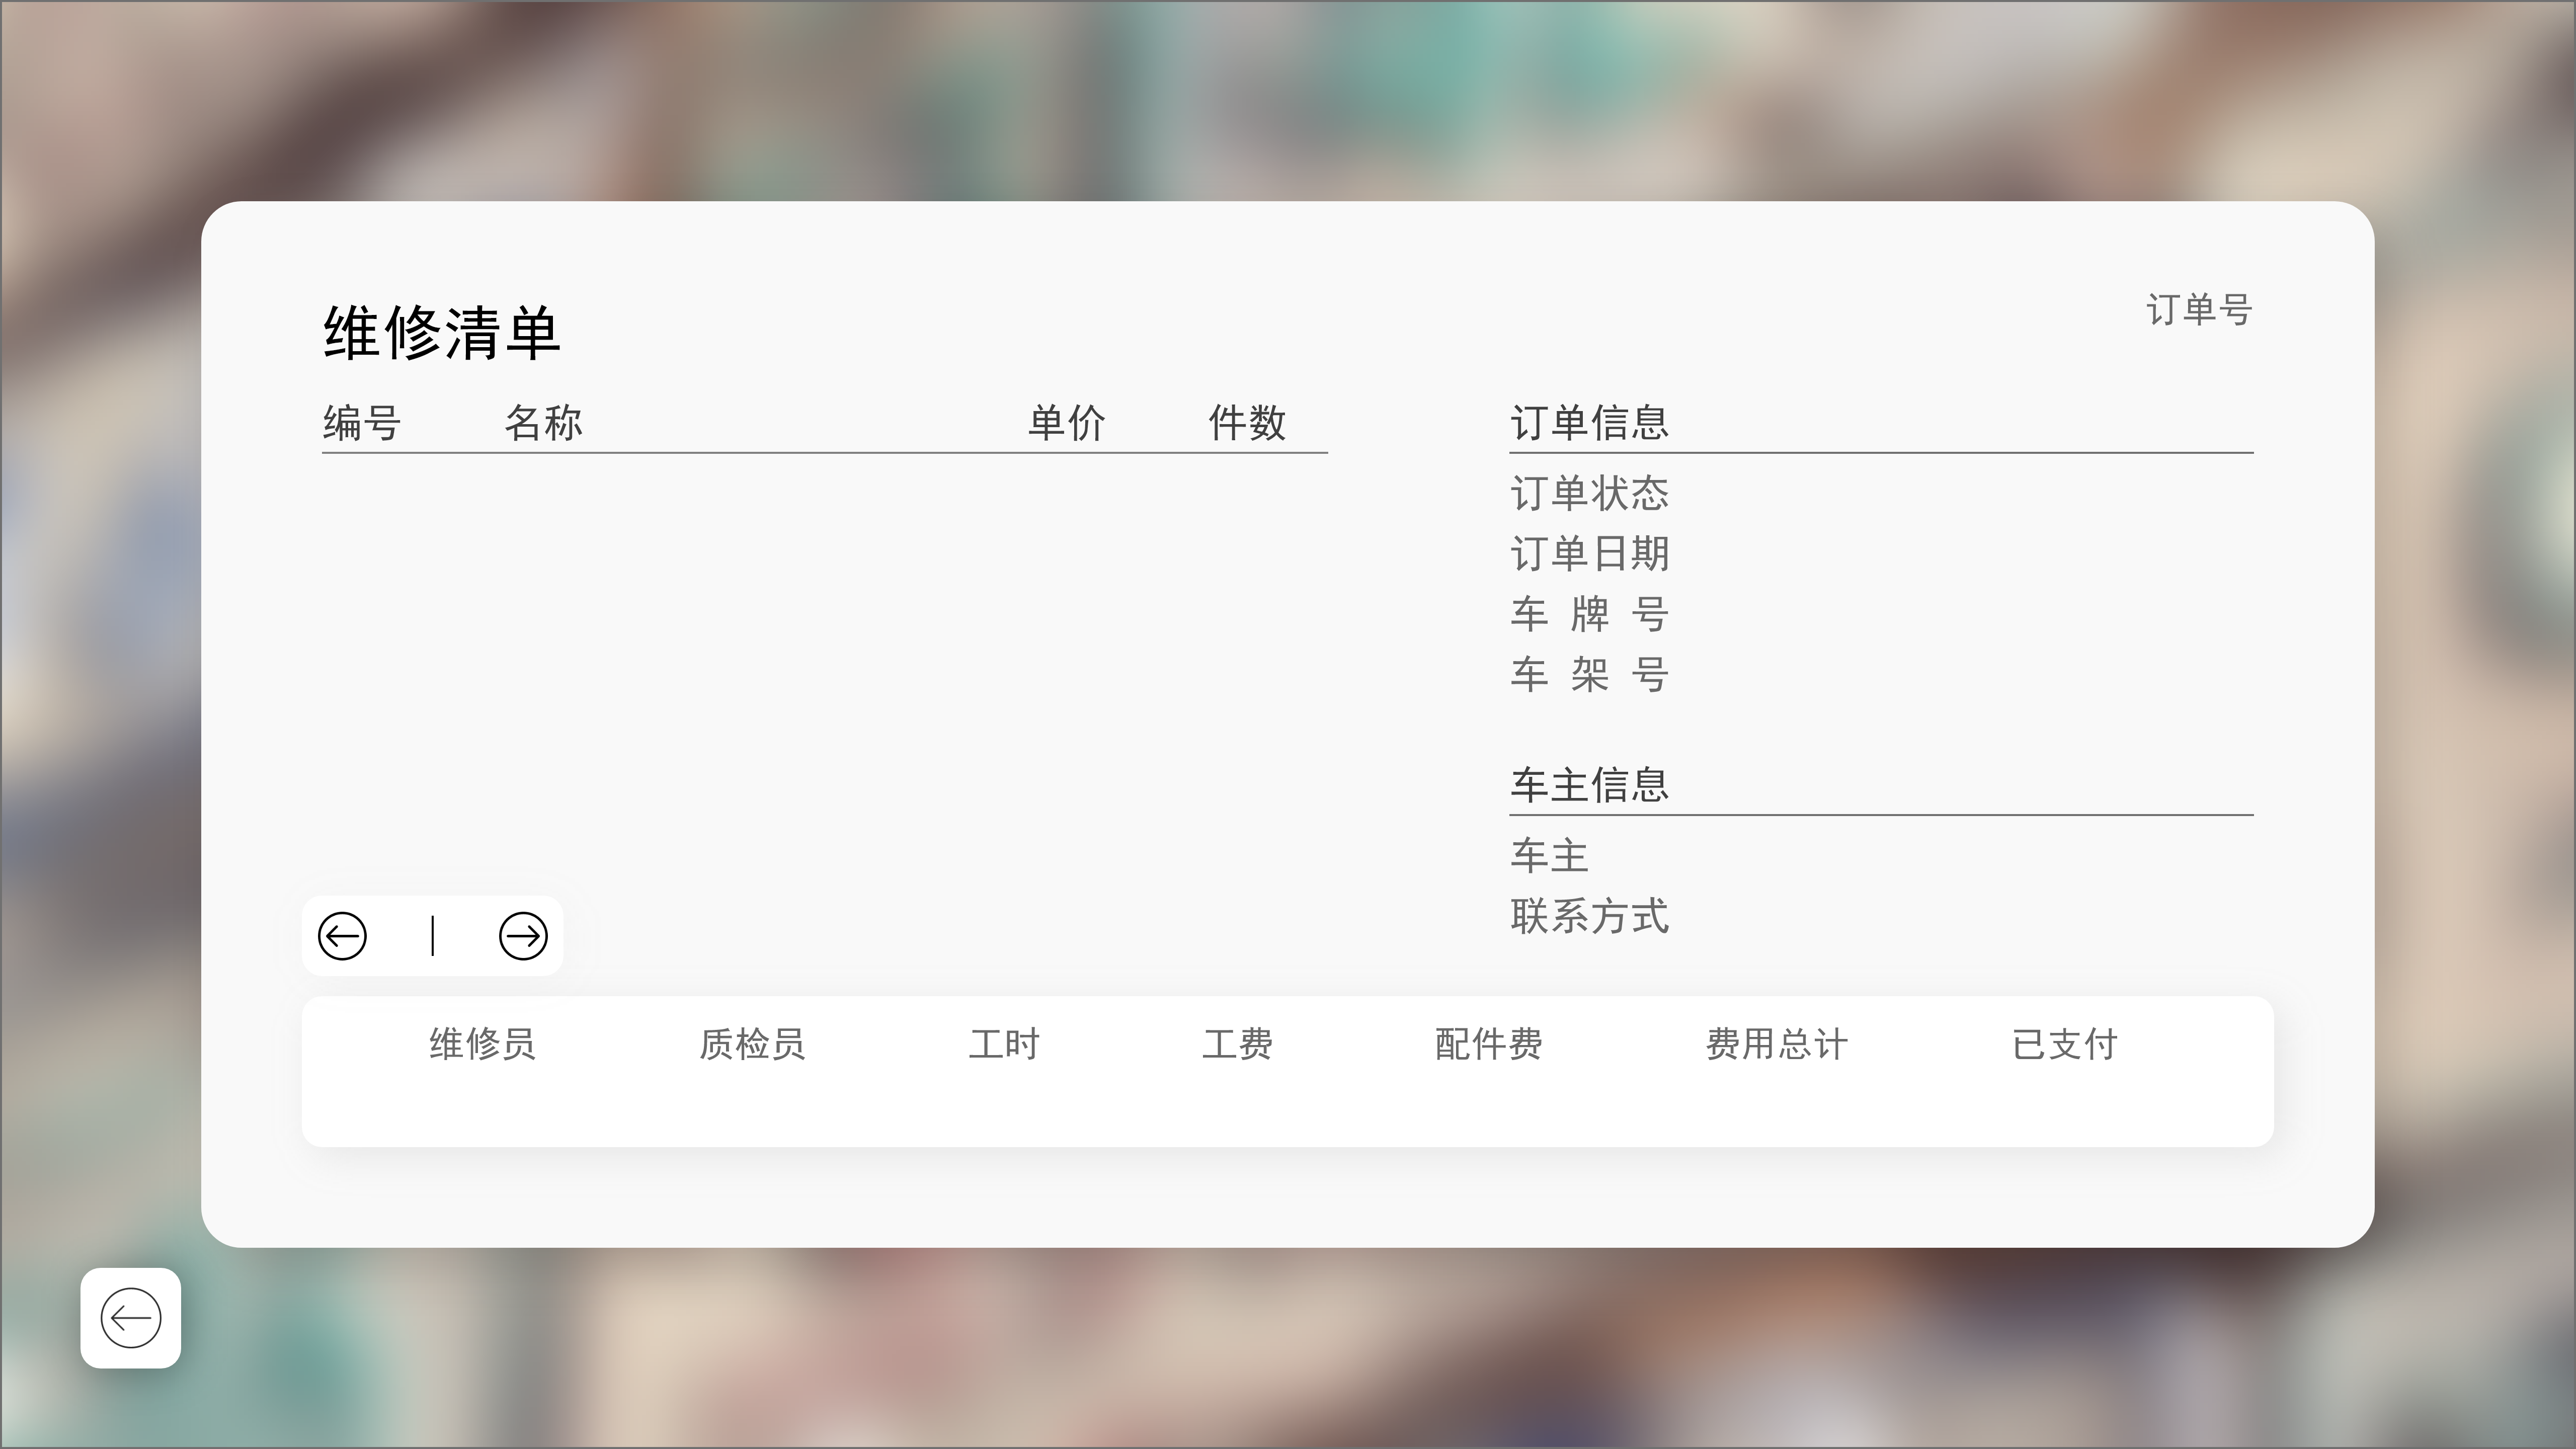 维修清单
订单号
编号 名称 单价 件数
订单信息
订单状态
订单日期
车 牌 号
车 架 号
车主信息
车主
联系方式
维修员 质检员 工时 工费 配件费 费用总计 已支付